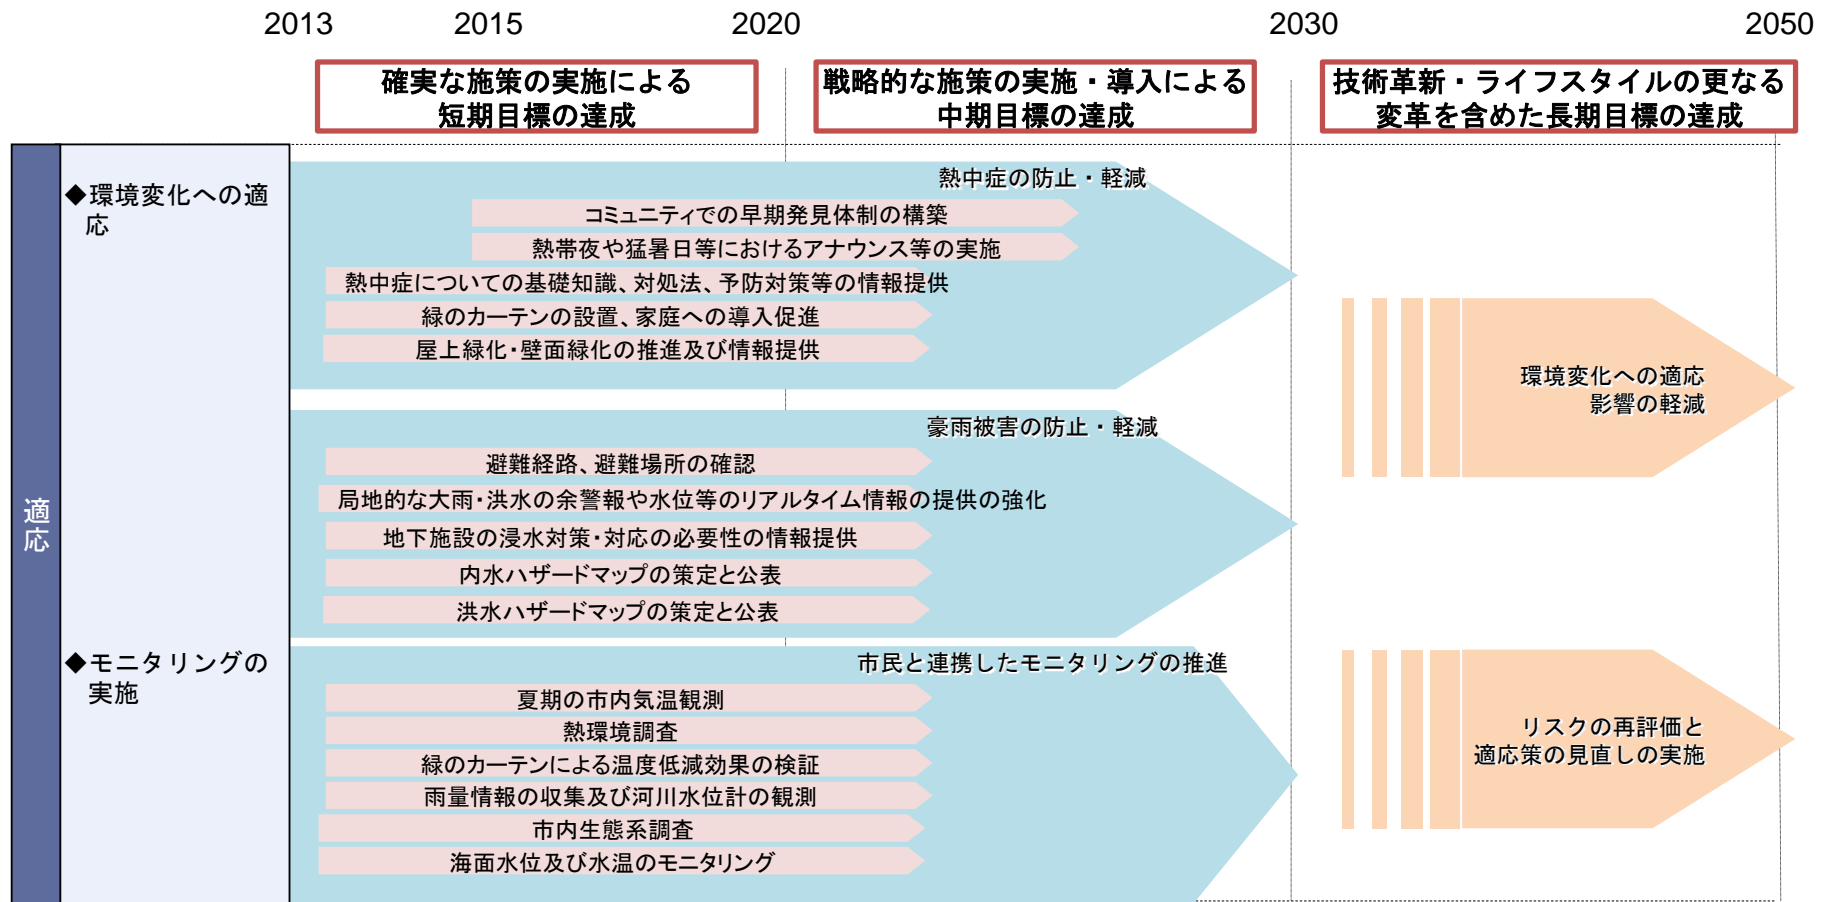 2013 2015 2020 2030 2050
確実な施策の実施による
短期目標の達成
戦略的な施策の実施・導入による
中期目標の達成
技術革新・ライフスタイルの更なる
変革を含めた長期目標の達成
適応
◆環境変化への適
応
熱中症の防止・軽減
コミュニティでの早期発見体制の構築
熱帯夜や猛暑日等におけるアナウンス等の実施
熱中症についての基礎知識、対処法、予防対策等の情報提供
緑のカーテンの設置、家庭への導入促進
屋上緑化・壁面緑化の推進及び情報提供
環境変化への適応
影響の軽減
豪雨被害の防止・軽減
避難経路、避難場所の確認
局地的な大雨・洪水の余警報や水位等のリアルタイム情報の提供の強化
地下施設の浸水対策・対応の必要性の情報提供
内水ハザードマップの策定と公表
洪水ハザードマップの策定と公表
◆モニタリングの
実施
市民と連携したモニタリングの推進
夏期の市内気温観測
熱環境調査
緑のカーテンによる温度低減効果の検証
雨量情報の収集及び河川水位計の観測
市内生態系調査
海面水位及び水温のモニタリング
リスクの再評価と
適応策の見直しの実施